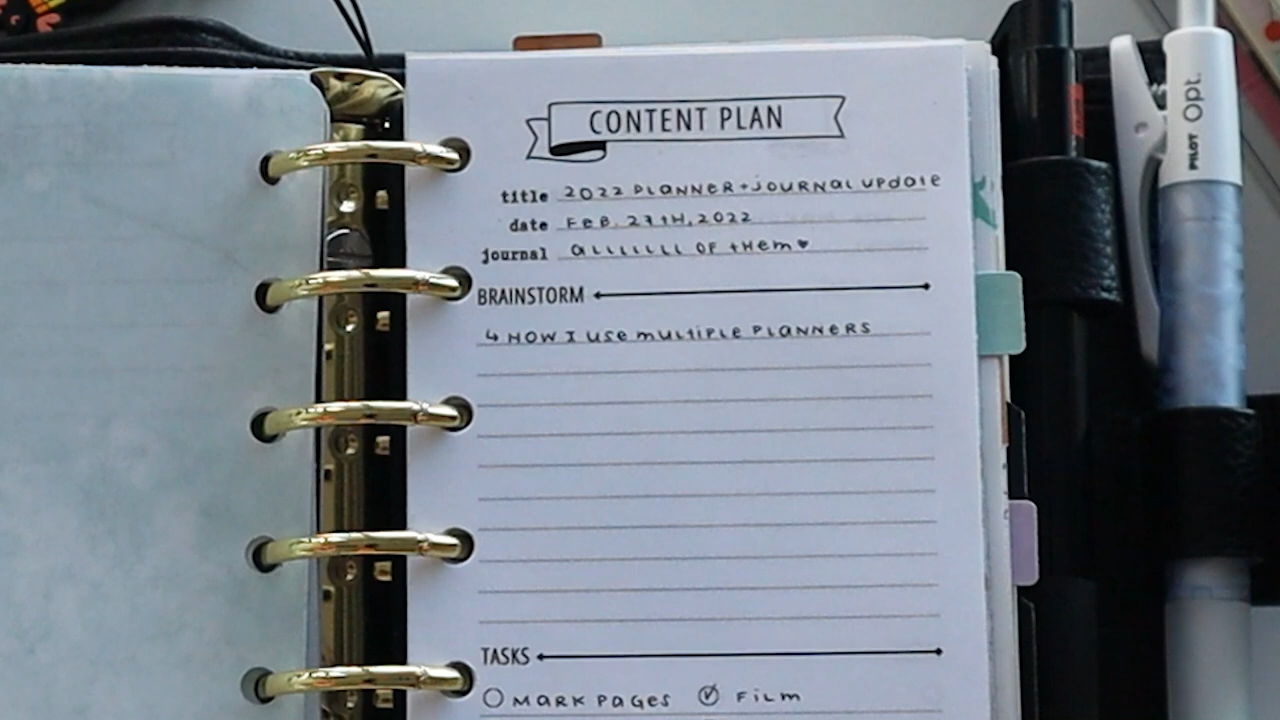 CONTENT PLAN
title 2022 PLANNER + JOURNAL UPDATE
date FEB. 27TH, 2022
journal ALLLLLLL OF THEM ♥
BRAINSTORM
↳ HOW I USE MULTIPLE PLANNERS
TASKS
MARK PAGES FILM
PILOT Opt.